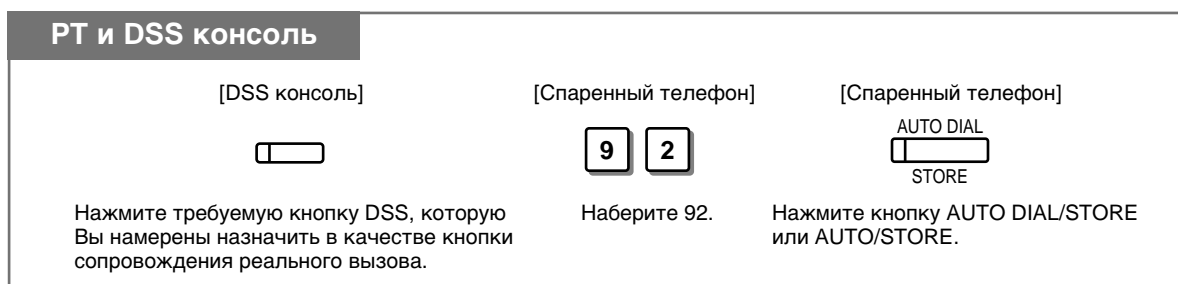 РТ и DSS консоль
[DSS консоль]
[Спаренный телефон]
[Спаренный телефон]
9 2
AUTO DIAL
STORE
Нажмите требуемую кнопку DSS, которую
Вы намерены назначить в качестве кнопки
сопровождения реального вызова.
Наберите 92.
Нажмите кнопку AUTO DIAL/STORE
или AUTO/STORE.